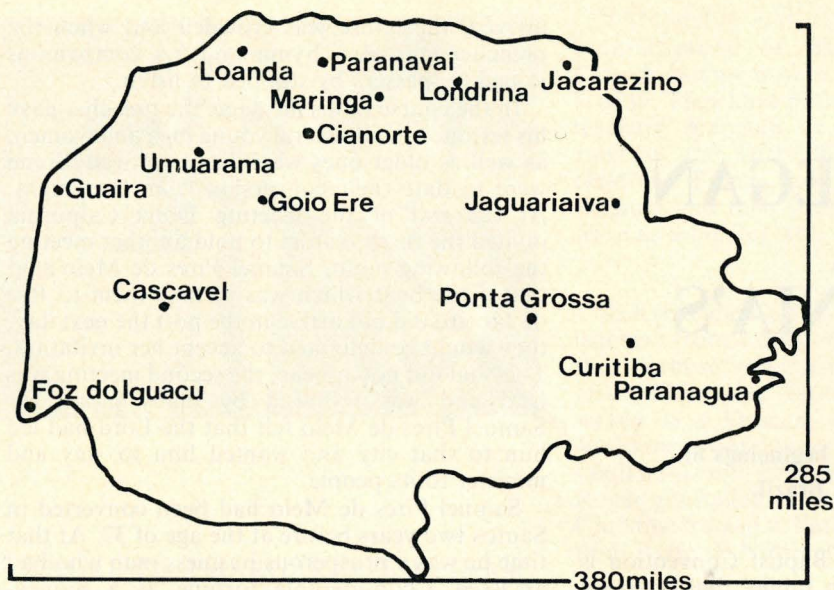 Loanda
Paranavai
Maringa
Londrina
Jacarezino
Cianorte
Umuarama
Guaira
Goio Ere
Jaguariaiva
Cascavel
Ponta Grossa
Curitiba
Paranagua
Foz do Iguacu
285
miles
380miles